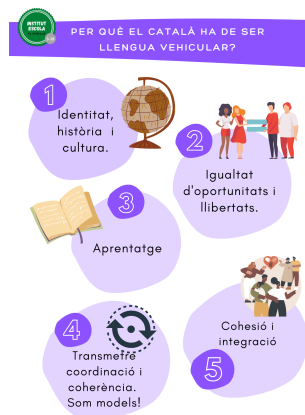 INSTITUT
ESCOLA
PER QUÈ EL CATALÀ HA DE SER
LLENGUA VEHICULAR?
1
Identitat,
història i
cultura.
2
Igualtat
d'oportunitats i
llibertats.
3
Aprentatge
4
Transmetre
coordinació i
coherència.
Som models!
Cohesió i
integració
5